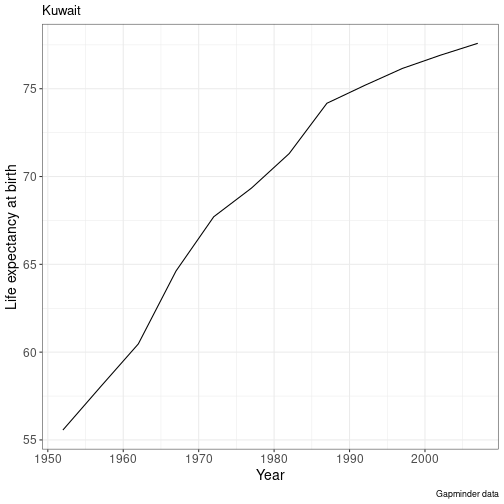 Kuwait
75
70
65
60
55
Life expectancy at birth
1950 1960 1970 1980 1990 2000
Year
Gapminder data